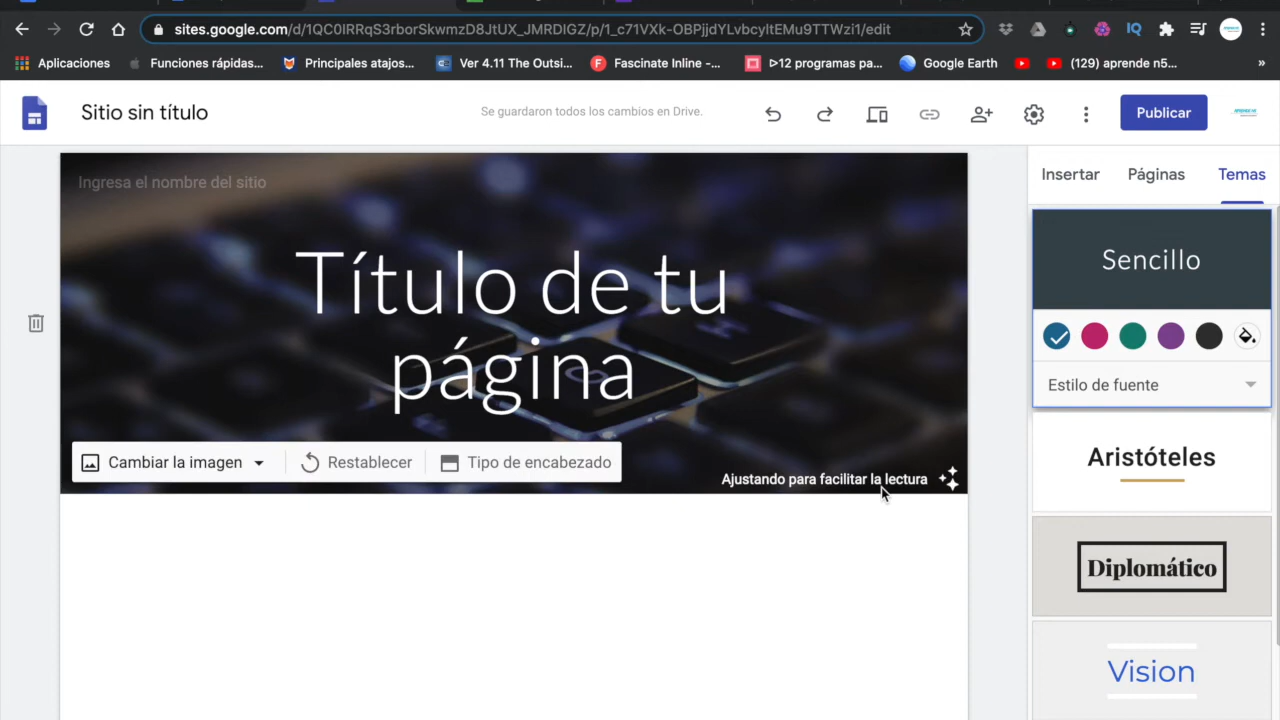 sites.google.com/d/1QC0IRRqS3rborSkwmzD8JtUX_JMRDIGZ/p/1_c71VXk-OBPjjdYLvbcyltEMu9TTWzi1/edit
IQ
Aplicaciones
Funciones rápidas...
Principales atajos...
Ver 4.11 The Outsi...
Fascinate Inline -...
▷12 programas pa...
Google Earth
(129) aprende n5...
»
Sitio sin título
Se guardaron todos los cambios en Drive.
Publicar
Insertar
Páginas
Temas
Ingresa el nombre del sitio
Título de tu
página
Cambiar la imagen
Restablecer
Tipo de encabezado
Ajustando para facilitar la lectura
Sencillo
Estilo de fuente
Aristóteles
Diplomático
Vision